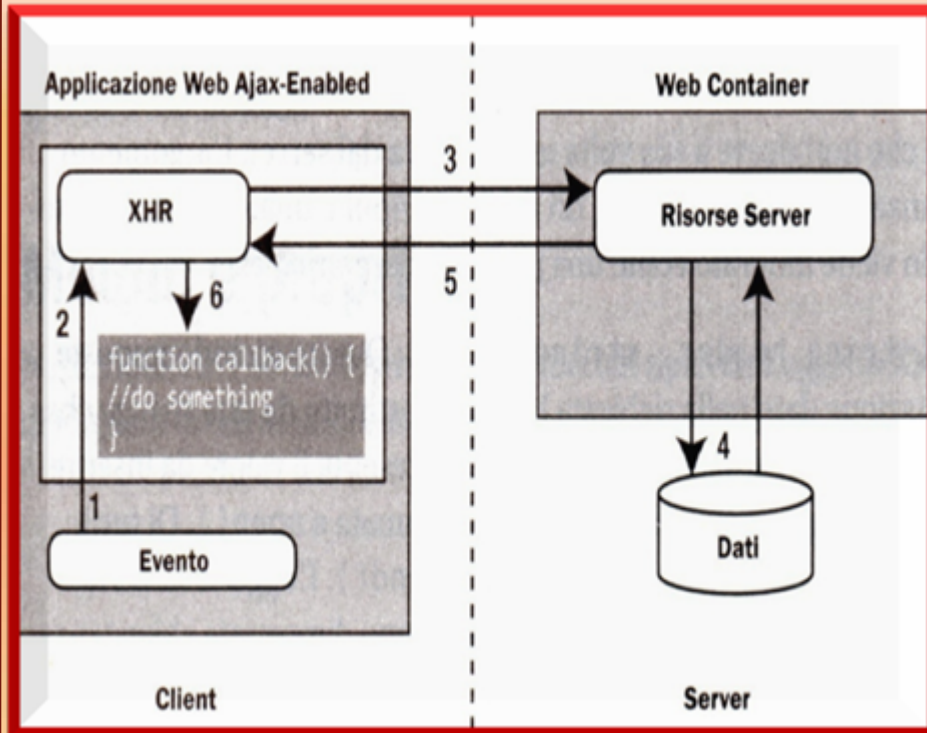 Applicazione Web Ajax-Enabled
Web Container
XHR
3
Risorse Server
5
2
6
function callback() {
//do something
}
4
1
Evento
Dati
Client
Server